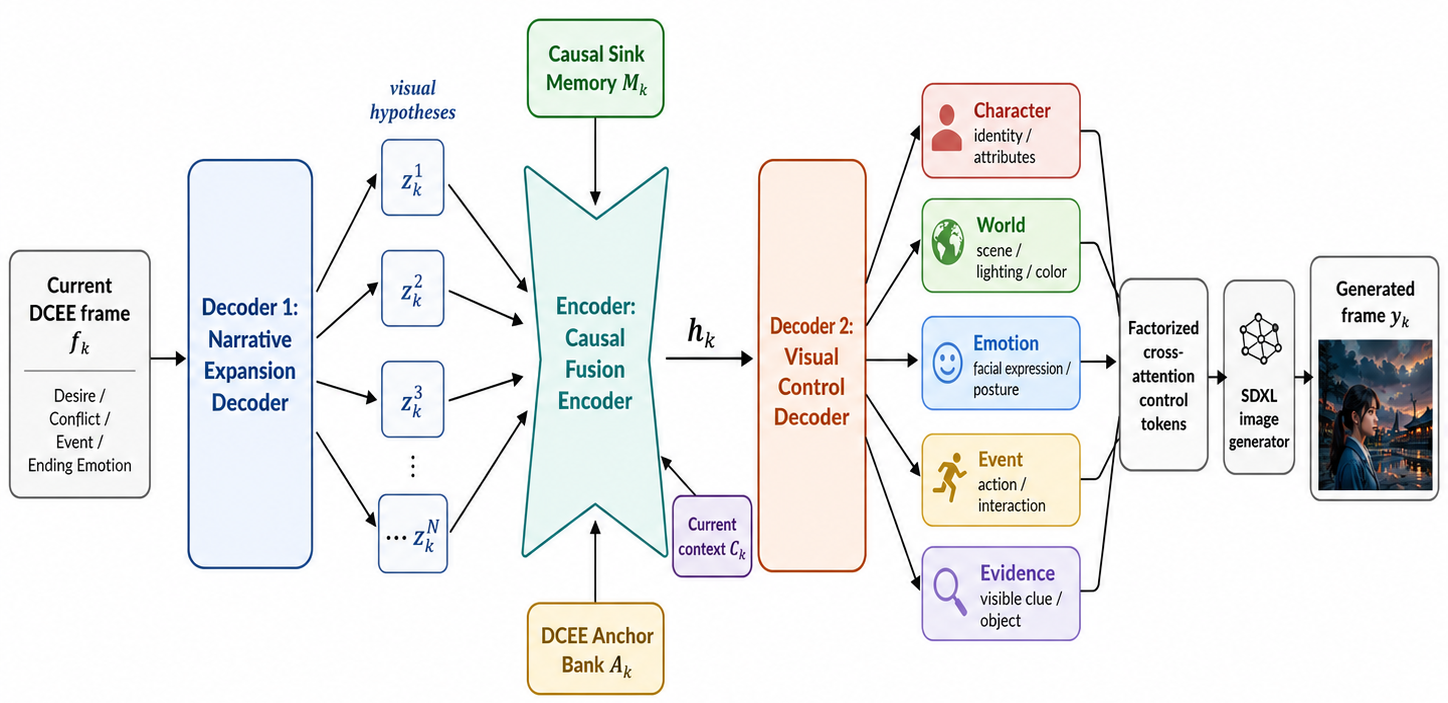 Current
DCEE frame
f_k
Desire /
Conflict /
Event /
Ending Emotion
Decoder 1:
Narrative
Expansion
Decoder
visual
hypotheses
z_k^1
z_k^2
z_k^3
⋮
··· z_k^N
Causal Sink
Memory M_k
Encoder:
Causal
Fusion
Encoder
DCEE Anchor
Bank A_k
Current
context C_k
h_k
Decoder 2:
Visual
Control
Decoder
Character
identity /
attributes
World
scene /
lighting / color
Emotion
facial expression /
posture
Event
action /
interaction
Evidence
visible clue /
object
Factorized
cross-
attention
control
tokens
SDXL
image
generator
Generated
frame y_k